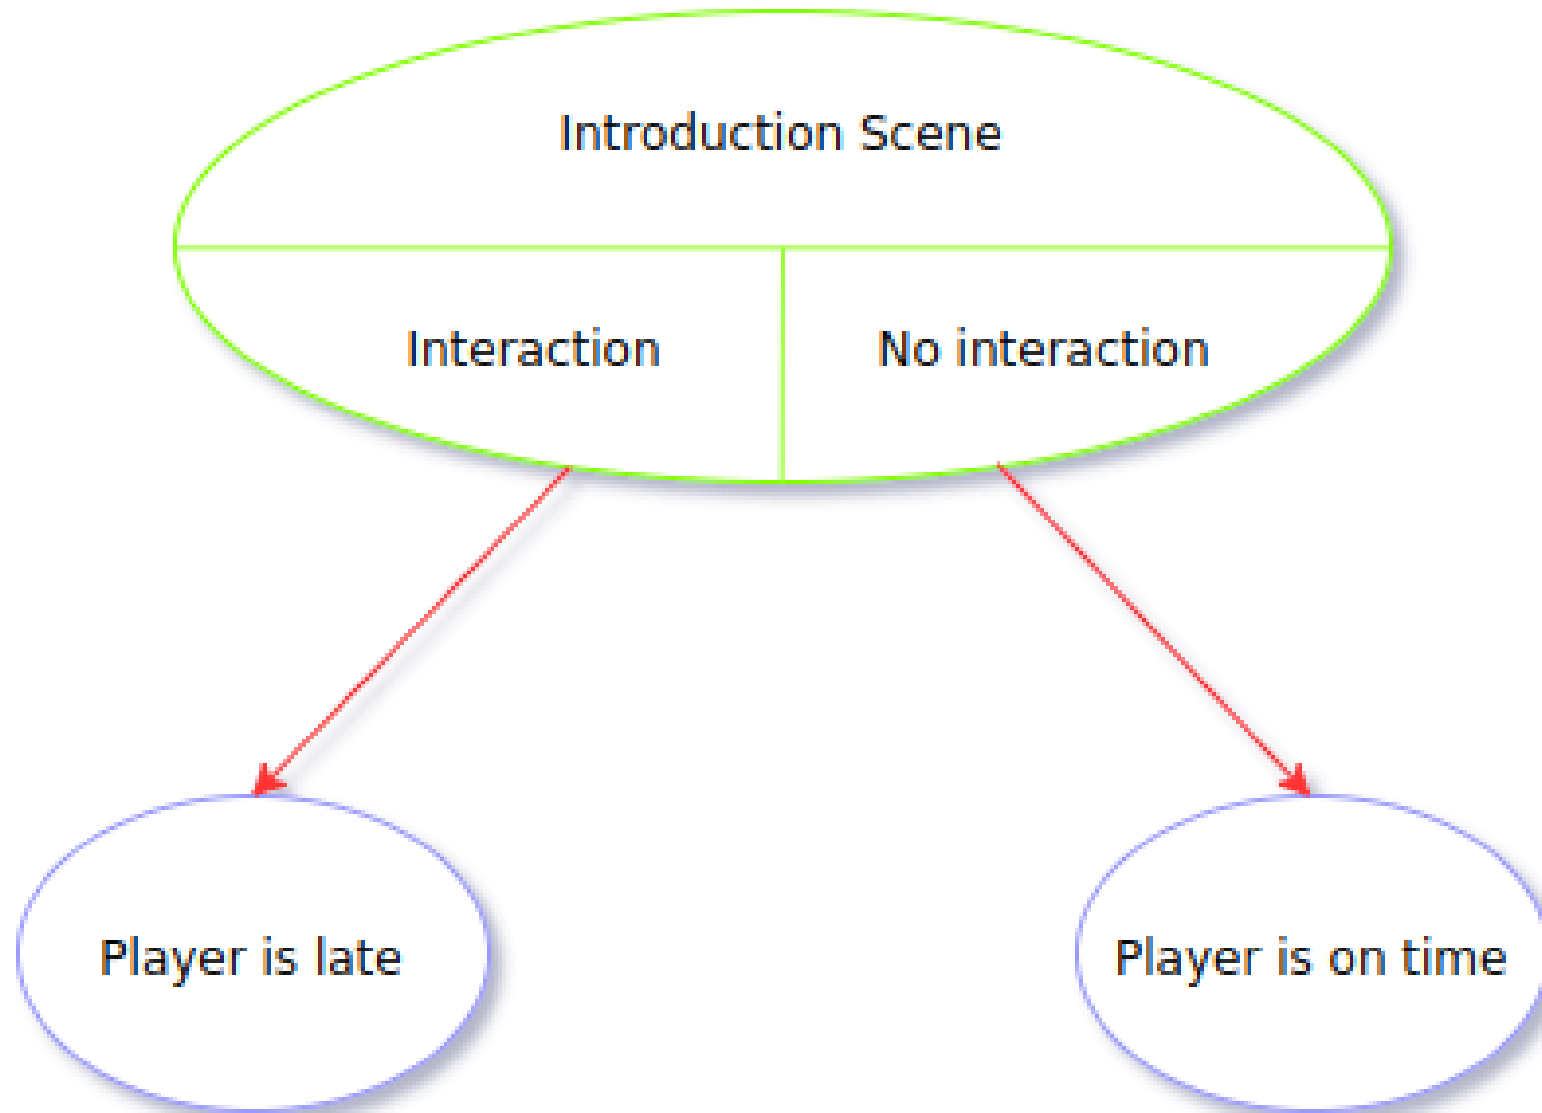 Introduction Scene
Interaction
No interaction
Player is late
Player is on time